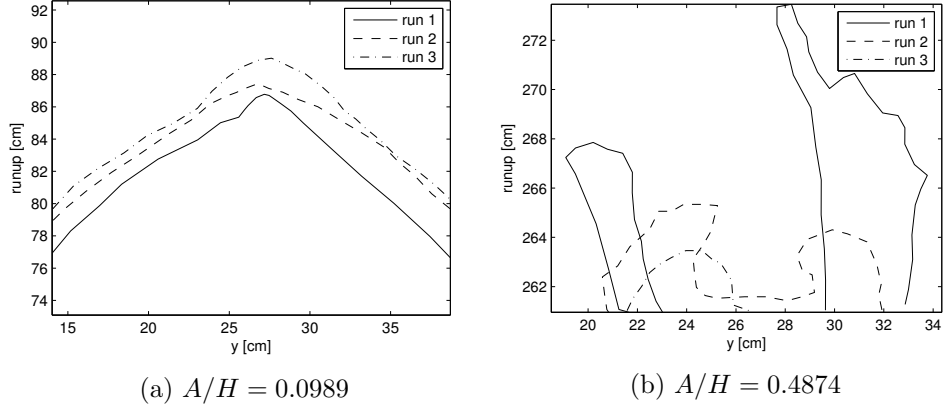 92
90
88
86
84
82
80
78
76
74
runup [cm]
15 20 25 30 35
y [cm]
run 1
run 2
run 3
(a) A/H = 0.0989
272
270
268
266
264
262
runup [cm]
20 22 24 26 28 30 32 34
y [cm]
run 1
run 2
run 3
(b) A/H = 0.4874